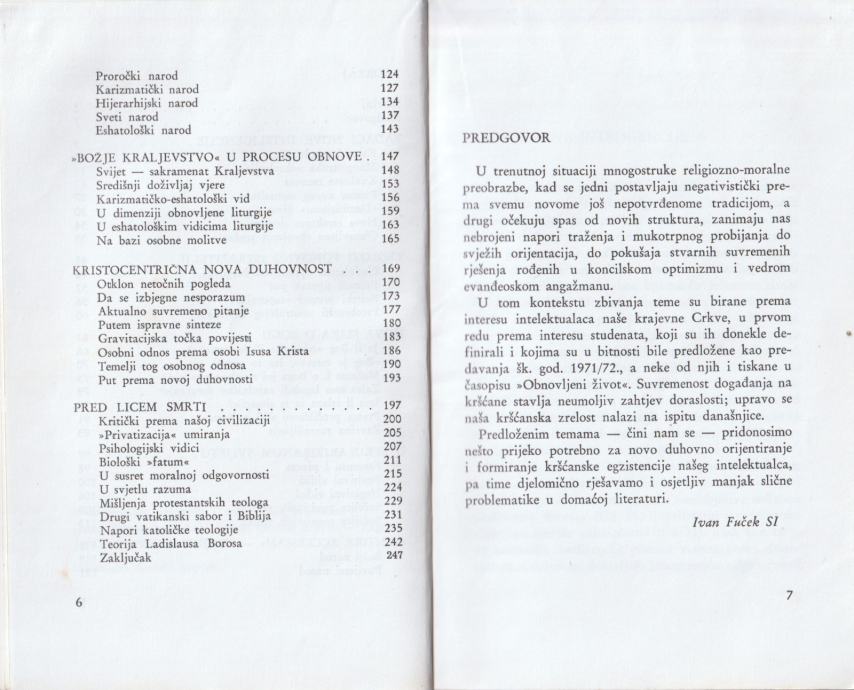 Proročki narod 124
Karizmatički narod 127
Hijerarhijski narod 134
Sveti narod 137
Eshatološki narod 143
»BOŽJE KRALJEVSTVO« U PROCESU OBNOVE . 147
Svijet — sakramenat Kraljevstva 148
Središnji doživljaj vjere 153
Karizmatičko-eshatološki vid 156
U dimenziji obnovljene liturgije 159
U eshatološkim vidicima liturgije 163
Na bazi osobne molitve 165
KRISTOCENTRIČNA NOVA DUHOVNOST . . . 169
Otklon netočnih pogleda 170
Da se izbjegne nesporazum 173
Aktualno suvremeno pitanje 177
Putem ispravne sinteze 180
Gravitacijska točka povijesti 183
Osobni odnos prema osobi Isusa Krista 186
Temelji tog osobnog odnosa 190
Put prema novoj duhovnosti 193
PRED LICEM SMRTI . . . . . . . . . . . . 197
Kritički prema našoj civilizaciji 200
»Privatizacija« umiranja 205
Psihologijski vidici 207
Biološki »fatum« 211
U susret moralnoj odgovornosti 215
U svjetlu razuma 224
Mišljenja protestantskih teologa 229
Drugi vatikanski sabor i Biblija 231
Napori katoličke teologije 235
Teorija Ladislausa Borosa 242
Zaključak 247
6
PREDGOVOR
U trenutnoj situaciji mnogostruke religiozno-moralne
preobrazbe, kad se jedni postavljaju negativistički pre-
ma svemu novome još nepotvrđenome tradicijom, a
drugi očekuju spas od novih struktura, zanimaju nas
nebrojeni napori traženja i mukotrpnog probijanja do
svježih orijentacija, do pokušaja stvarnih suvremenih
rješenja rođenih u koncilskom optimizmu i vedrom
evanđeoskom angažmanu.
U tom kontekstu zbivanja teme su birane prema
interesu intelektualaca naše krajevne Crkve, u prvom
redu prema interesu studenata, koji su ih donekle de-
finirali i kojima su u bitnosti bile predložene kao pre-
davanja šk. god. 1971/72., a neke od njih i tiskane u
časopisu »Obnovljeni život«. Suvremenost događanja na
kršćane stavlja neumoljiv zahtjev doraslosti; upravo se
naša kršćanska zrelost nalazi na ispitu današnjice.
Predloženim temama — čini nam se — pridonosimo
nešto prijeko potrebno za novo duhovno orijentiranje
i formiranje kršćanske egzistencije našeg intelektualca,
pa time djelomično rješavamo i osjetljiv manjak slične
problematike u domaćoj literaturi.
Ivan Fuček SI
7